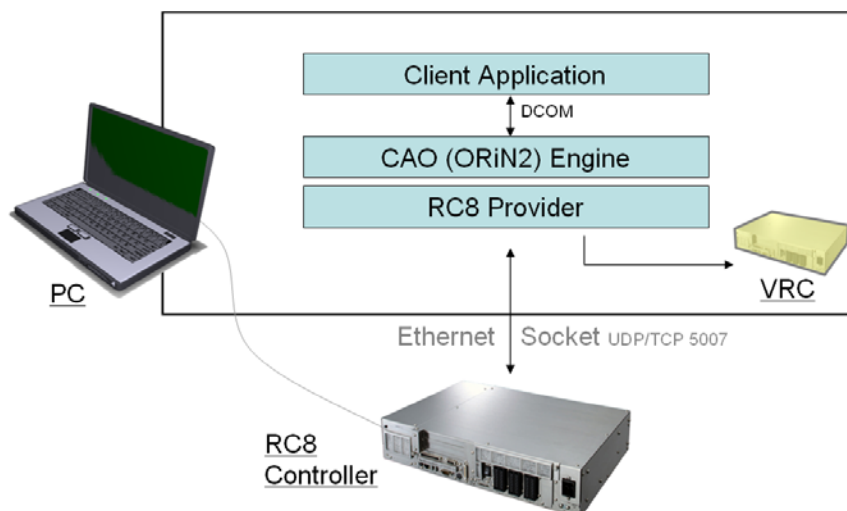 Client Application
DCOM
CAO (ORiN2) Engine
RC8 Provider
PC
VRC
Ethernet Socket UDP/TCP 5007
RC8
Controller